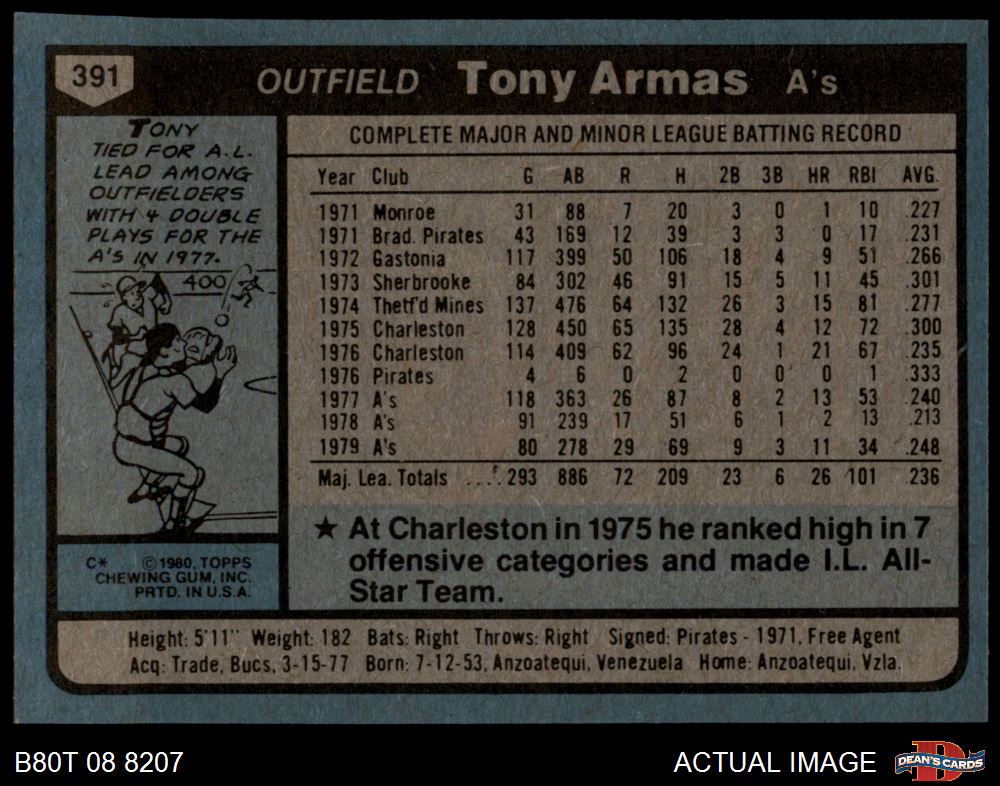 391 OUTFIELD Tony Armas A's
TONY
TIED FOR A.L.
LEAD AMONG
OUTFIELDERS
WITH 4 DOUBLE
PLAYS FOR THE
A'S IN 1977.
400
C* ©1980, TOPPS
CHEWING GUM, INC.
PRTD. IN U.S.A.
COMPLETE MAJOR AND MINOR LEAGUE BATTING RECORD
Year Club G AB R H 2B 3B HR RBI AVG.
1971 Monroe 31 88 7 20 3 0 1 10 .227
1971 Brad. Pirates 43 169 12 39 3 3 0 17 .231
1972 Gastonia 117 399 50 106 18 4 9 51 .266
1973 Sherbrooke 84 302 46 91 15 5 11 45 .301
1974 Thetf'd Mines 137 476 64 132 26 3 15 81 .277
1975 Charleston 128 450 65 135 28 4 12 72 .300
1976 Charleston 114 409 62 96 24 1 21 67 .235
1976 Pirates 4 6 0 2 0 0 0 1 .333
1977 A's 118 363 26 87 8 2 13 53 .240
1978 A's 91 239 17 51 6 1 2 13 .213
1979 A's 80 278 29 69 9 3 11 34 .248
Maj. Lea. Totals .... 293 886 72 209 23 6 26 101 .236
★ At Charleston in 1975 he ranked high in 7
offensive categories and made I.L. All-
Star Team.
Height: 5'11" Weight: 182 Bats: Right Throws: Right Signed: Pirates - 1971, Free Agent
Acq: Trade, Bucs, 3-15-77 Born: 7-12-53, Anzoatequi, Venezuela Home: Anzoatequi, Vzla.
B80T 08 8207 ACTUAL IMAGE D DEAN'S CARDS